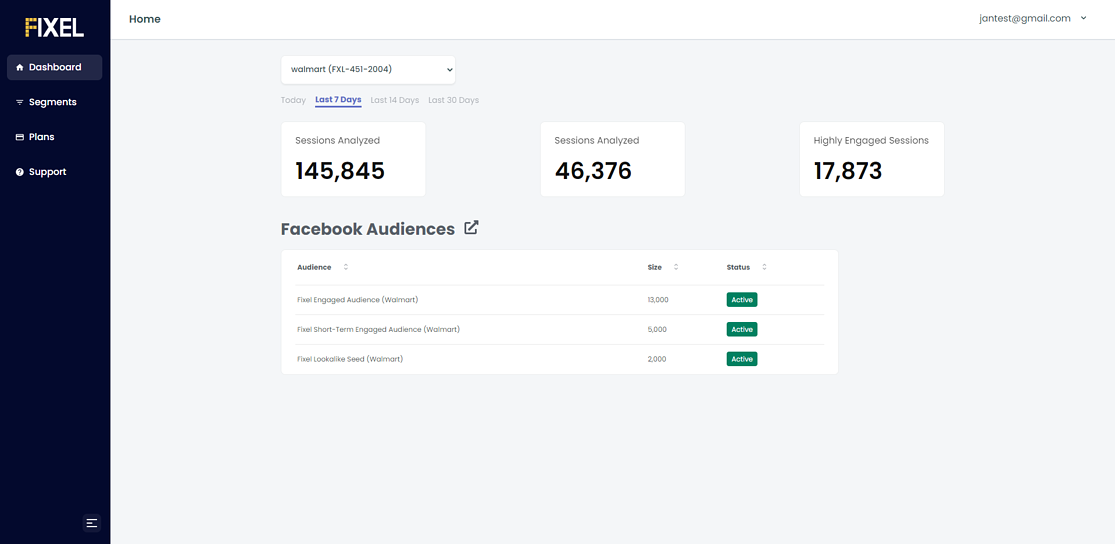 FIXEL
Home
jantest@gmail.com
Dashboard
Segments
Plans
Support
walmart (FXL-451-2004)
Today Last 7 Days Last 14 Days Last 30 Days
Sessions Analyzed
145,845
Sessions Analyzed
46,376
Highly Engaged Sessions
17,873
Facebook Audiences
Audience Size Status
Fixel Engaged Audience (Walmart) 13,000 Active
Fixel Short-Term Engaged Audience (Walmart) 5,000 Active
Fixel Lookalike Seed (Walmart) 2,000 Active